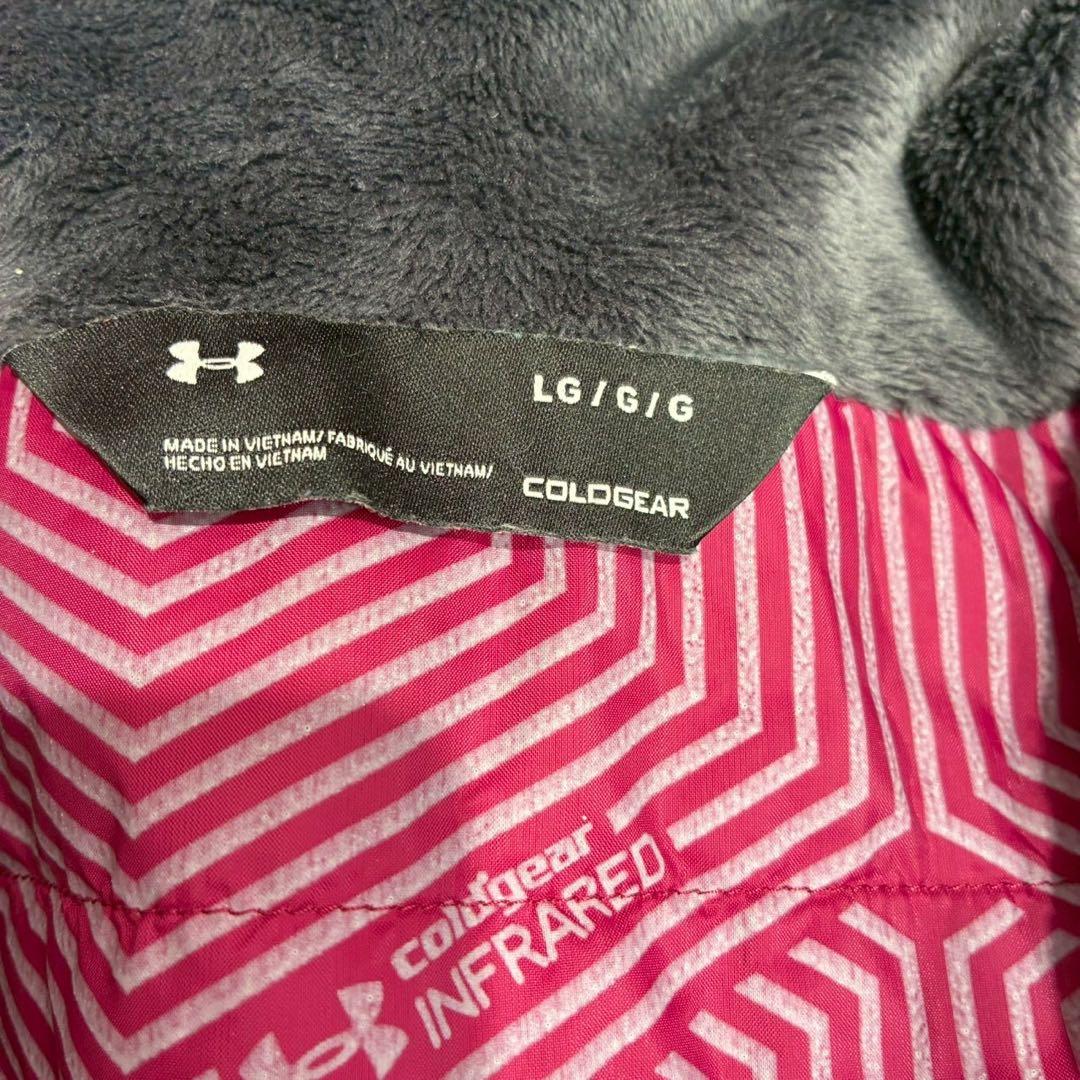 LG / G / G
MADE IN VIETNAM/ FABRIQUÉ AU VIETNAM/
HECHO EN VIETNAM
COLDGEAR
coldgear
INFRARED